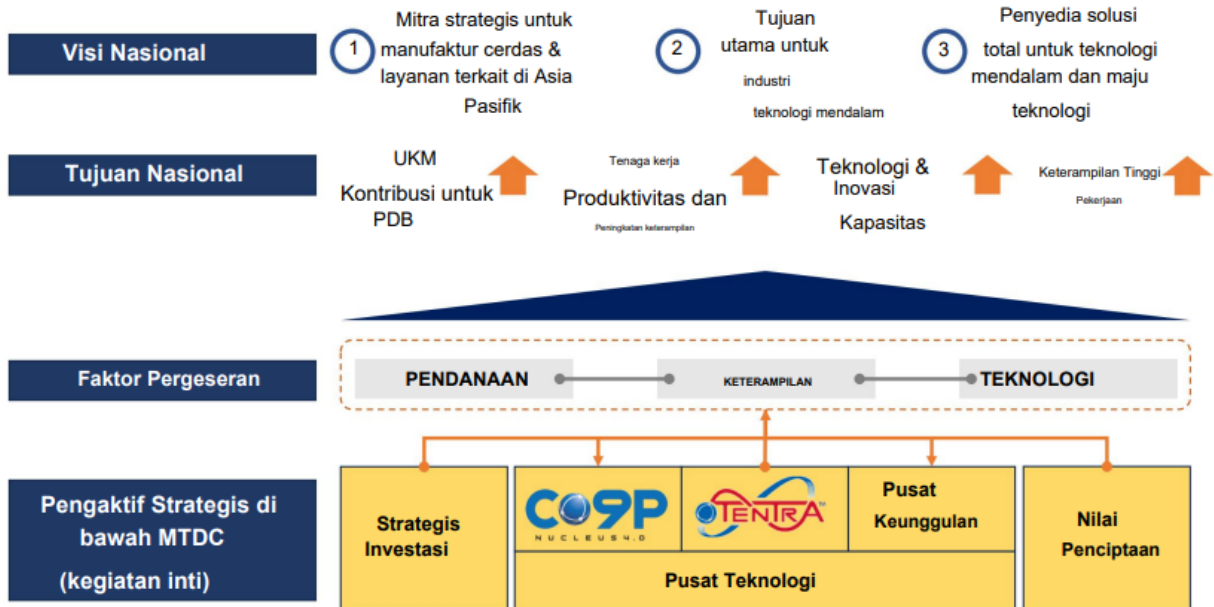 Visi Nasional
1
Mitra strategis untuk
manufaktur cerdas &
layanan terkait di Asia
Pasifik
2
Tujuan
utama untuk
industri
teknologi mendalam
3
Penyedia solusi
total untuk teknologi
mendalam dan maju
teknologi
Tujuan Nasional
UKM
Kontribusi untuk
PDB
Tenaga kerja
Produktivitas dan
Peningkatan keterampilan
Teknologi &
Inovasi
Kapasitas
Keterampilan Tinggi
Pekerjaan
Faktor Pergeseran
PENDANAAN
KETERAMPILAN
TEKNOLOGI
Pengaktif Strategis di
bawah MTDC
(kegiatan inti)
Strategis
Investasi
CO9P
NUCLEUS4.0
TENTRA™
Pusat
Keunggulan
Pusat Teknologi
Nilai
Penciptaan